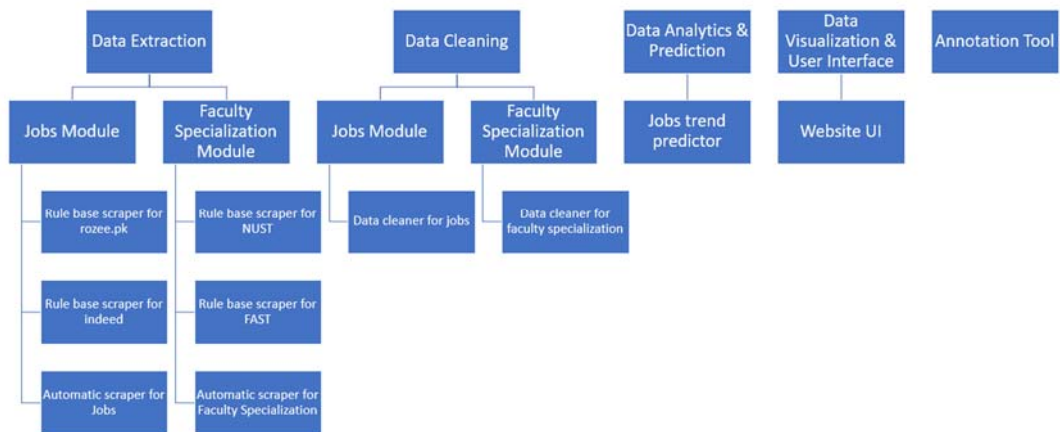 Data Extraction
Data Cleaning
Data Analytics &
Prediction
Data
Visualization &
User Interface
Annotation Tool
Jobs Module
Faculty
Specialization
Module
Jobs Module
Faculty
Specialization
Module
Jobs trend
predictor
Website UI
Rule base scraper for
rozee.pk
Rule base scraper for
NUST
Data cleaner for jobs
Data cleaner for
faculty specialization
Rule base scraper for
indeed
Rule base scraper for
FAST
Automatic scraper for
Jobs
Automatic scraper for
Faculty Specialization